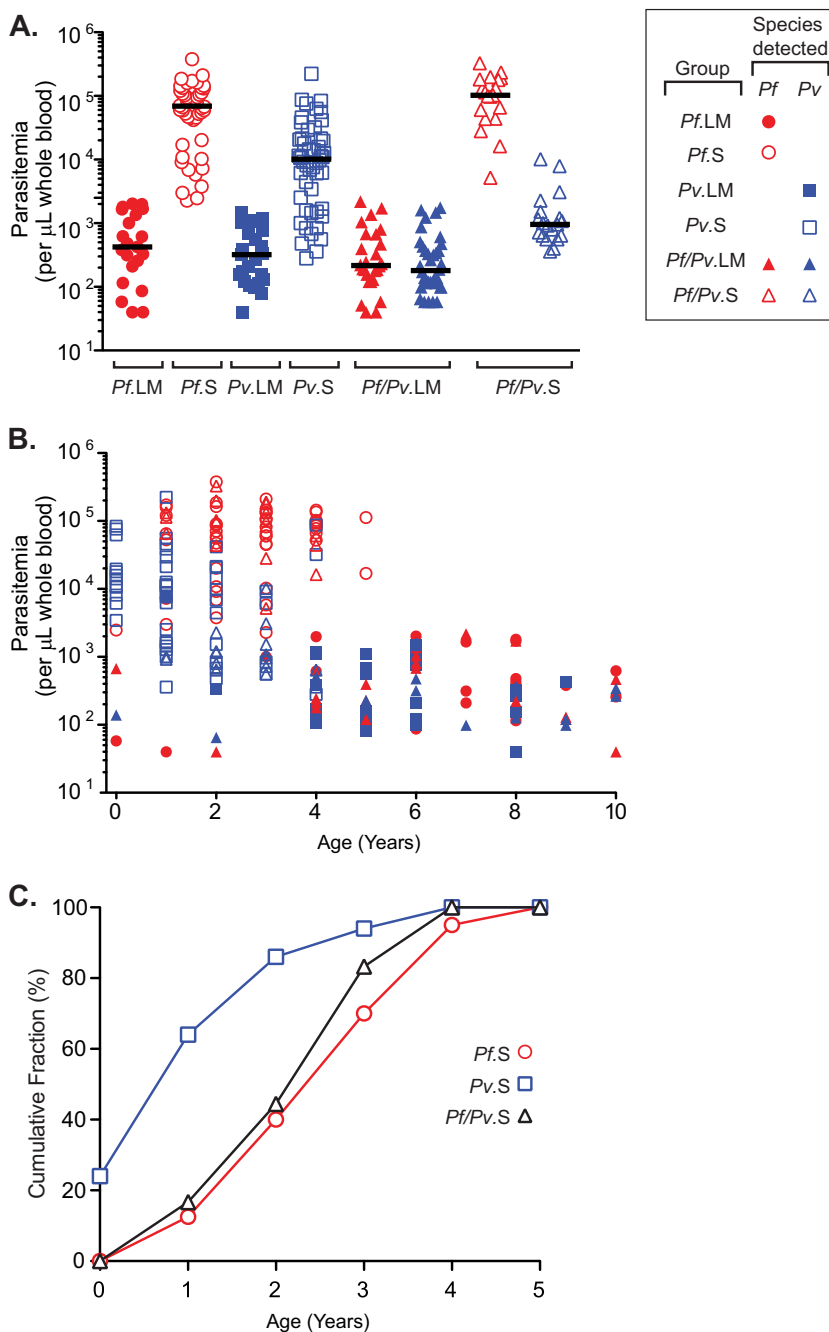 A.
Parasitemia
(per µL whole blood)
10^6
10^5
10^4
10^3
10^2
10^1
Pf.LM Pf.S Pv.LM Pv.S Pf/Pv.LM Pf/Pv.S
Species
detected
Group Pf Pv
Pf.LM
Pf.S
Pv.LM
Pv.S
Pf/Pv.LM
Pf/Pv.S
B.
Parasitemia
(per µL whole blood)
10^6
10^5
10^4
10^3
10^2
10^1
0 2 4 6 8 10
Age (Years)
C.
Cumulative Fraction (%)
100
80
60
40
20
0
Pf.S
Pv.S
Pf/Pv.S
0 1 2 3 4 5
Age (Years)